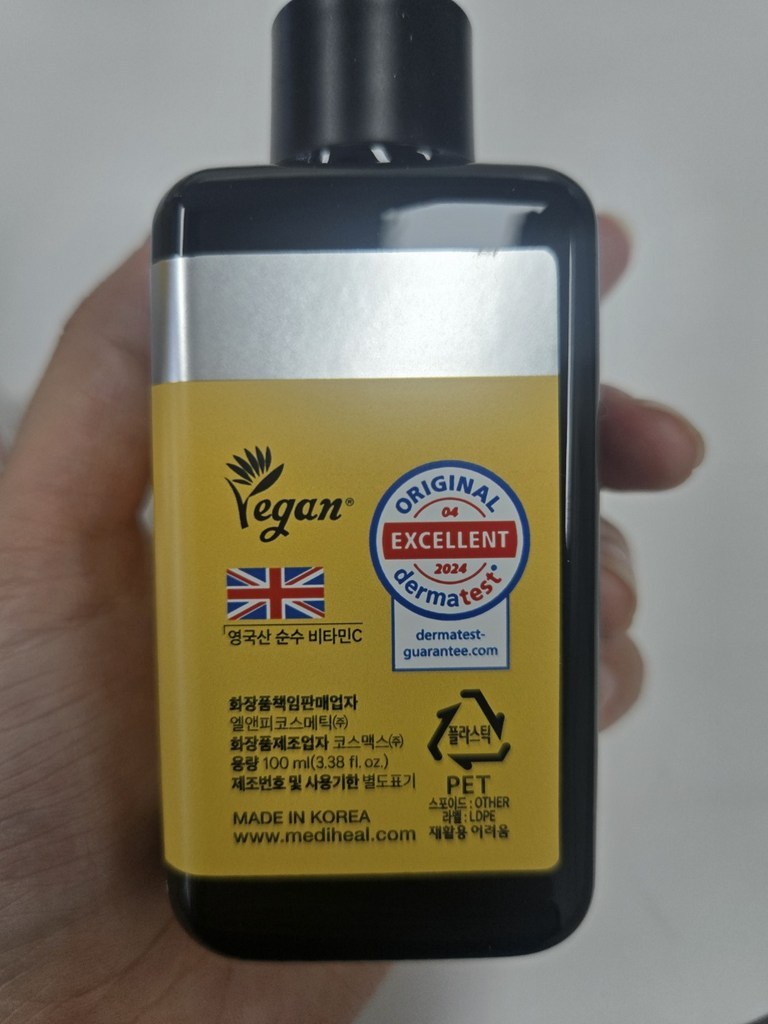 Vegan®
ORIGINAL
04
EXCELLENT
2024
dermatest®
dermatest-
guarantee.com
「영국산 순수 비타민C
화장품책임판매업자
엘앤피코스메틱㈜
화장품제조업자 코스맥스㈜
용량 100 ml(3.38 fl. oz.)
제조번호 및 사용기한 별도표기
MADE IN KOREA
www.mediheal.com
플라스틱
PET
스포이드 : OTHER
라벨 : LDPE
재활용 어려움